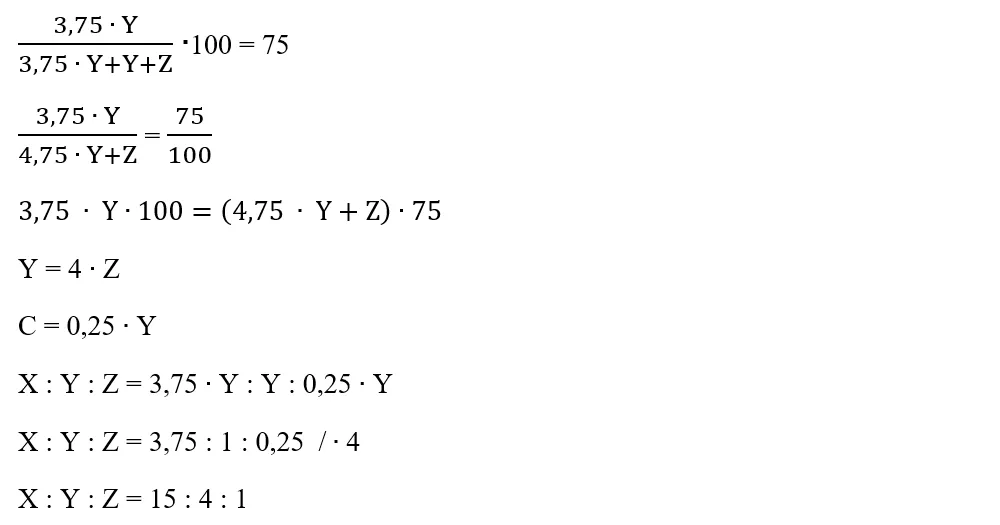 3,75 · Y / 3,75 · Y+Y+Z · 100 = 75
3,75 · Y / 4,75 · Y+Z = 75 / 100
3,75 · Y · 100 = (4,75 · Y + Z) · 75
Y = 4 · Z
C = 0,25 · Y
X : Y : Z = 3,75 · Y : Y : 0,25 · Y
X : Y : Z = 3,75 : 1 : 0,25 / · 4
X : Y : Z = 15 : 4 : 1